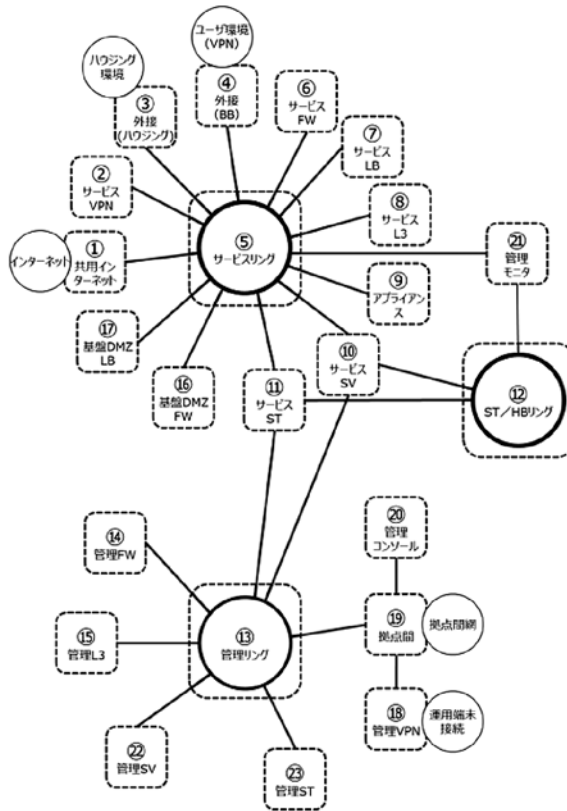 ユーザ環境
(VPN)
ハウジング
環境
④
外接
(BB)
⑥
サービス
FW
③
外接
(ハウジング)
⑦
サービス
LB
②
サービス
VPN
⑧
サービス
L3
⑤
サービスリング
インターネット
①
共用イン
ターネット
㉑
管理
モニタ
⑨
アプライアン
ス
⑰
基盤DMZ
LB
⑩
サービス
SV
⑯
基盤DMZ
FW
⑪
サービス
ST
⑫
ST/HBリング
⑭
管理FW
⑳
管理
コンソール
⑮
管理L3
⑬
管理リング
⑲
拠点間
拠点間網
⑱
管理VPN
運用端末
接続
㉒
管理SV
㉓
管理ST